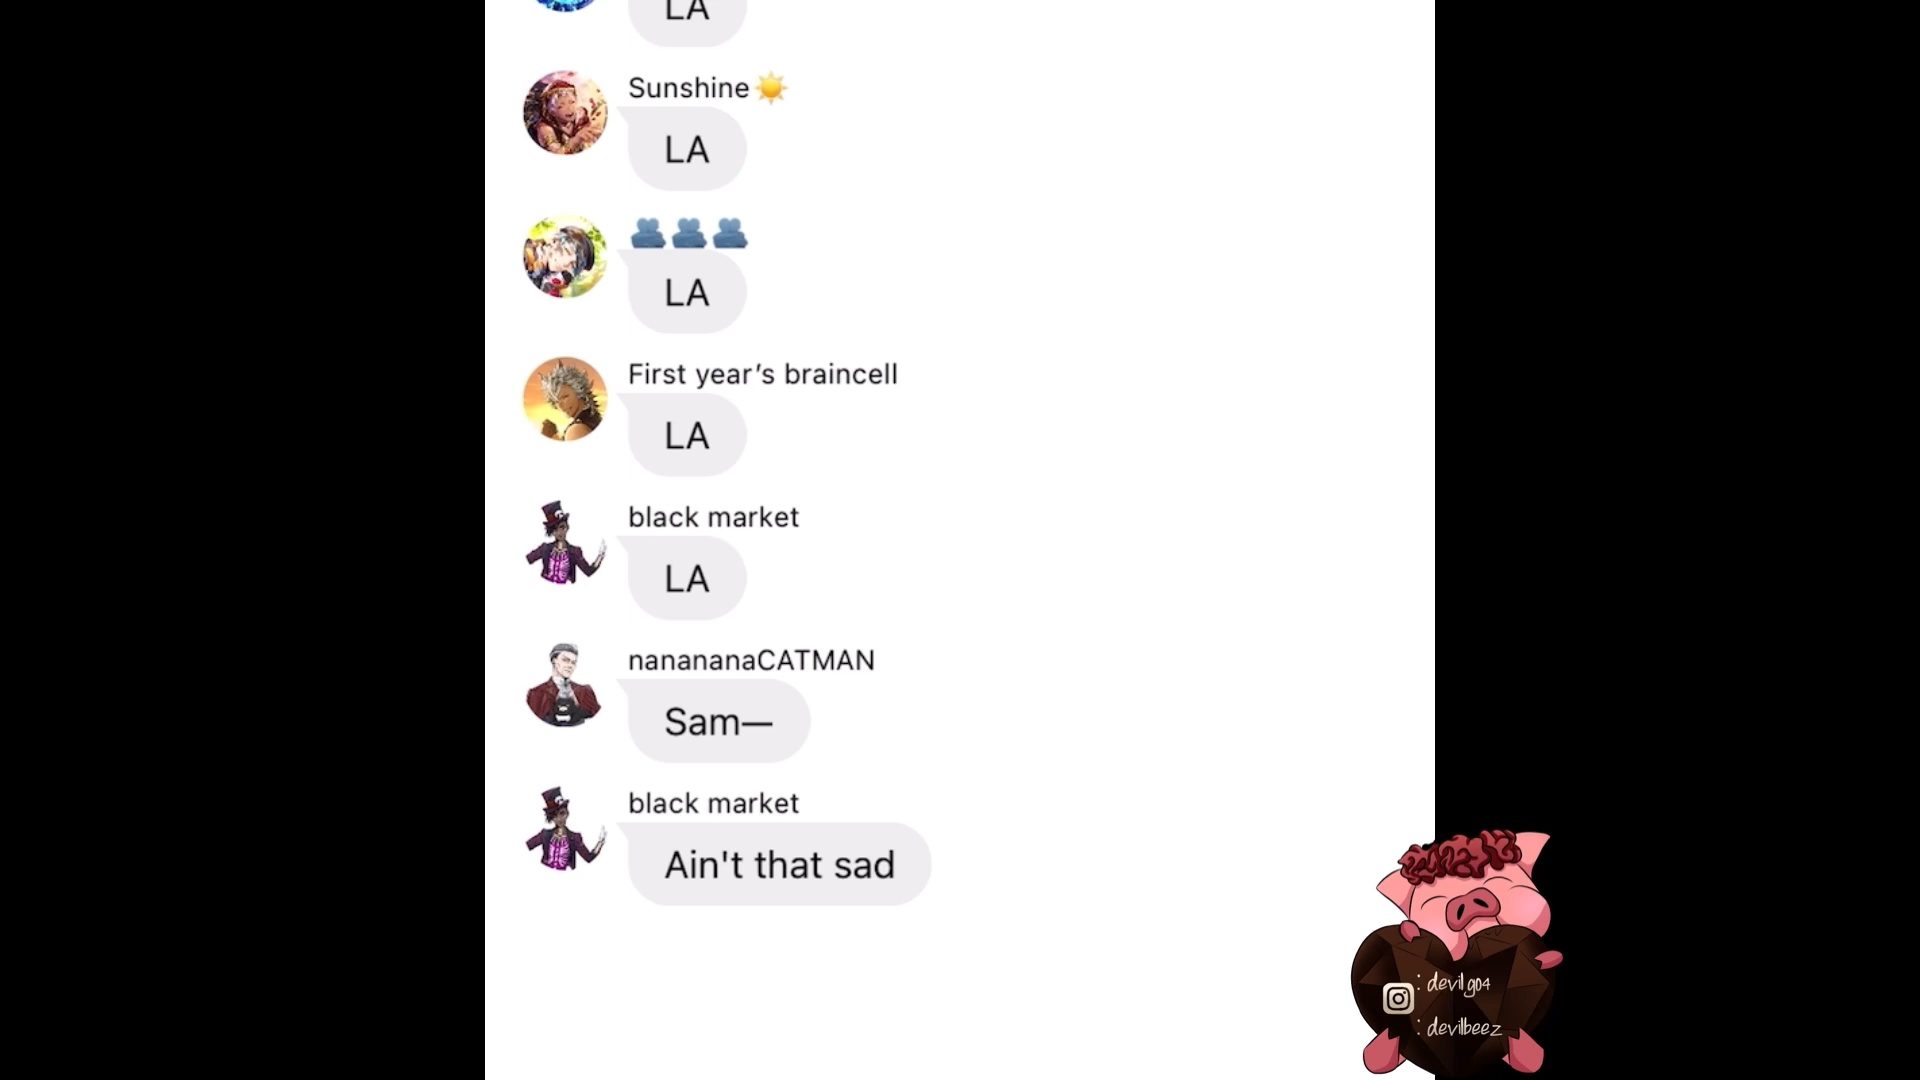 LA
Sunshine☀️
LA
🫂🫂🫂
LA
First year’s braincell
LA
black market
LA
nanananaCATMAN
Sam—
black market
Ain't that sad
: devilg04
: devilbeez